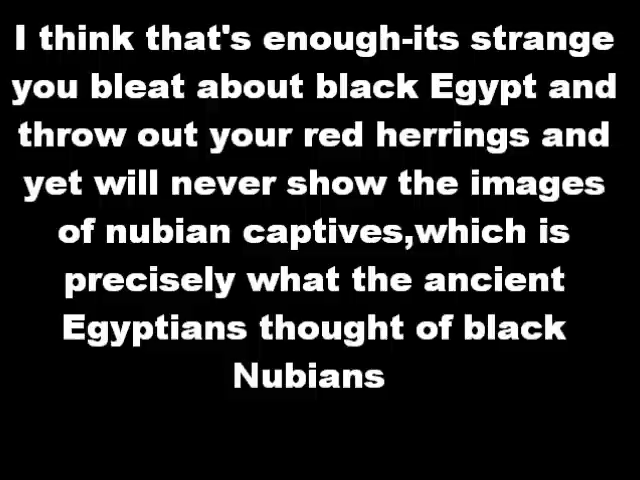 I think that's enough-its strange
you bleat about black Egypt and
throw out your red herrings and
yet will never show the images
of nubian captives,which is
precisely what the ancient
Egyptians thought of black
Nubians